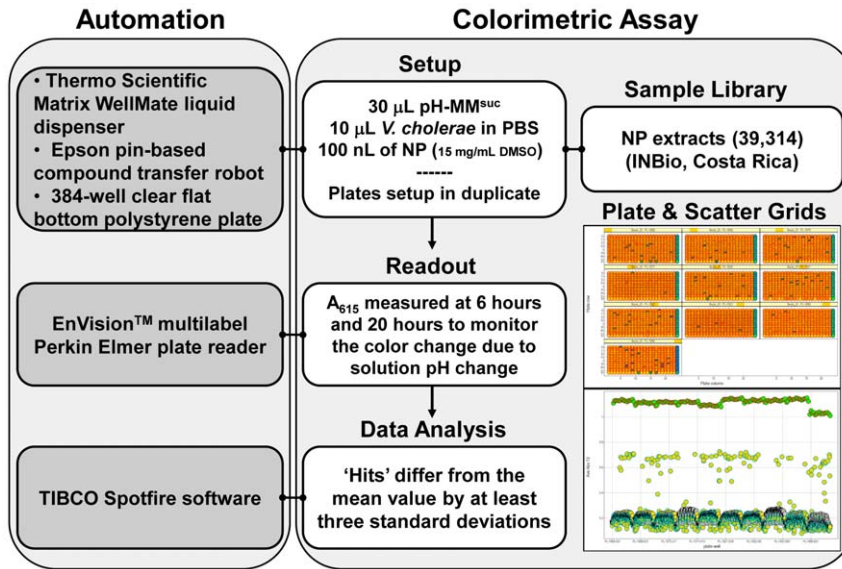 Automation
• Thermo Scientific
Matrix WellMate liquid
dispenser
• Epson pin-based
compound transfer robot
• 384-well clear flat
bottom polystyrene plate
EnVision™ multilabel
Perkin Elmer plate reader
TIBCO Spotfire software
Colorimetric Assay
Setup
30 μL pH-MMˢᵘᶜ
10 μL V. cholerae in PBS
100 nL of NP (15 mg/mL DMSO)
------
Plates setup in duplicate
Readout
A₆₁₅ measured at 6 hours
and 20 hours to monitor
the color change due to
solution pH change
Data Analysis
‘Hits’ differ from the
mean value by at least
three standard deviations
Sample Library
NP extracts (39,314)
(INBio, Costa Rica)
Plate & Scatter Grids